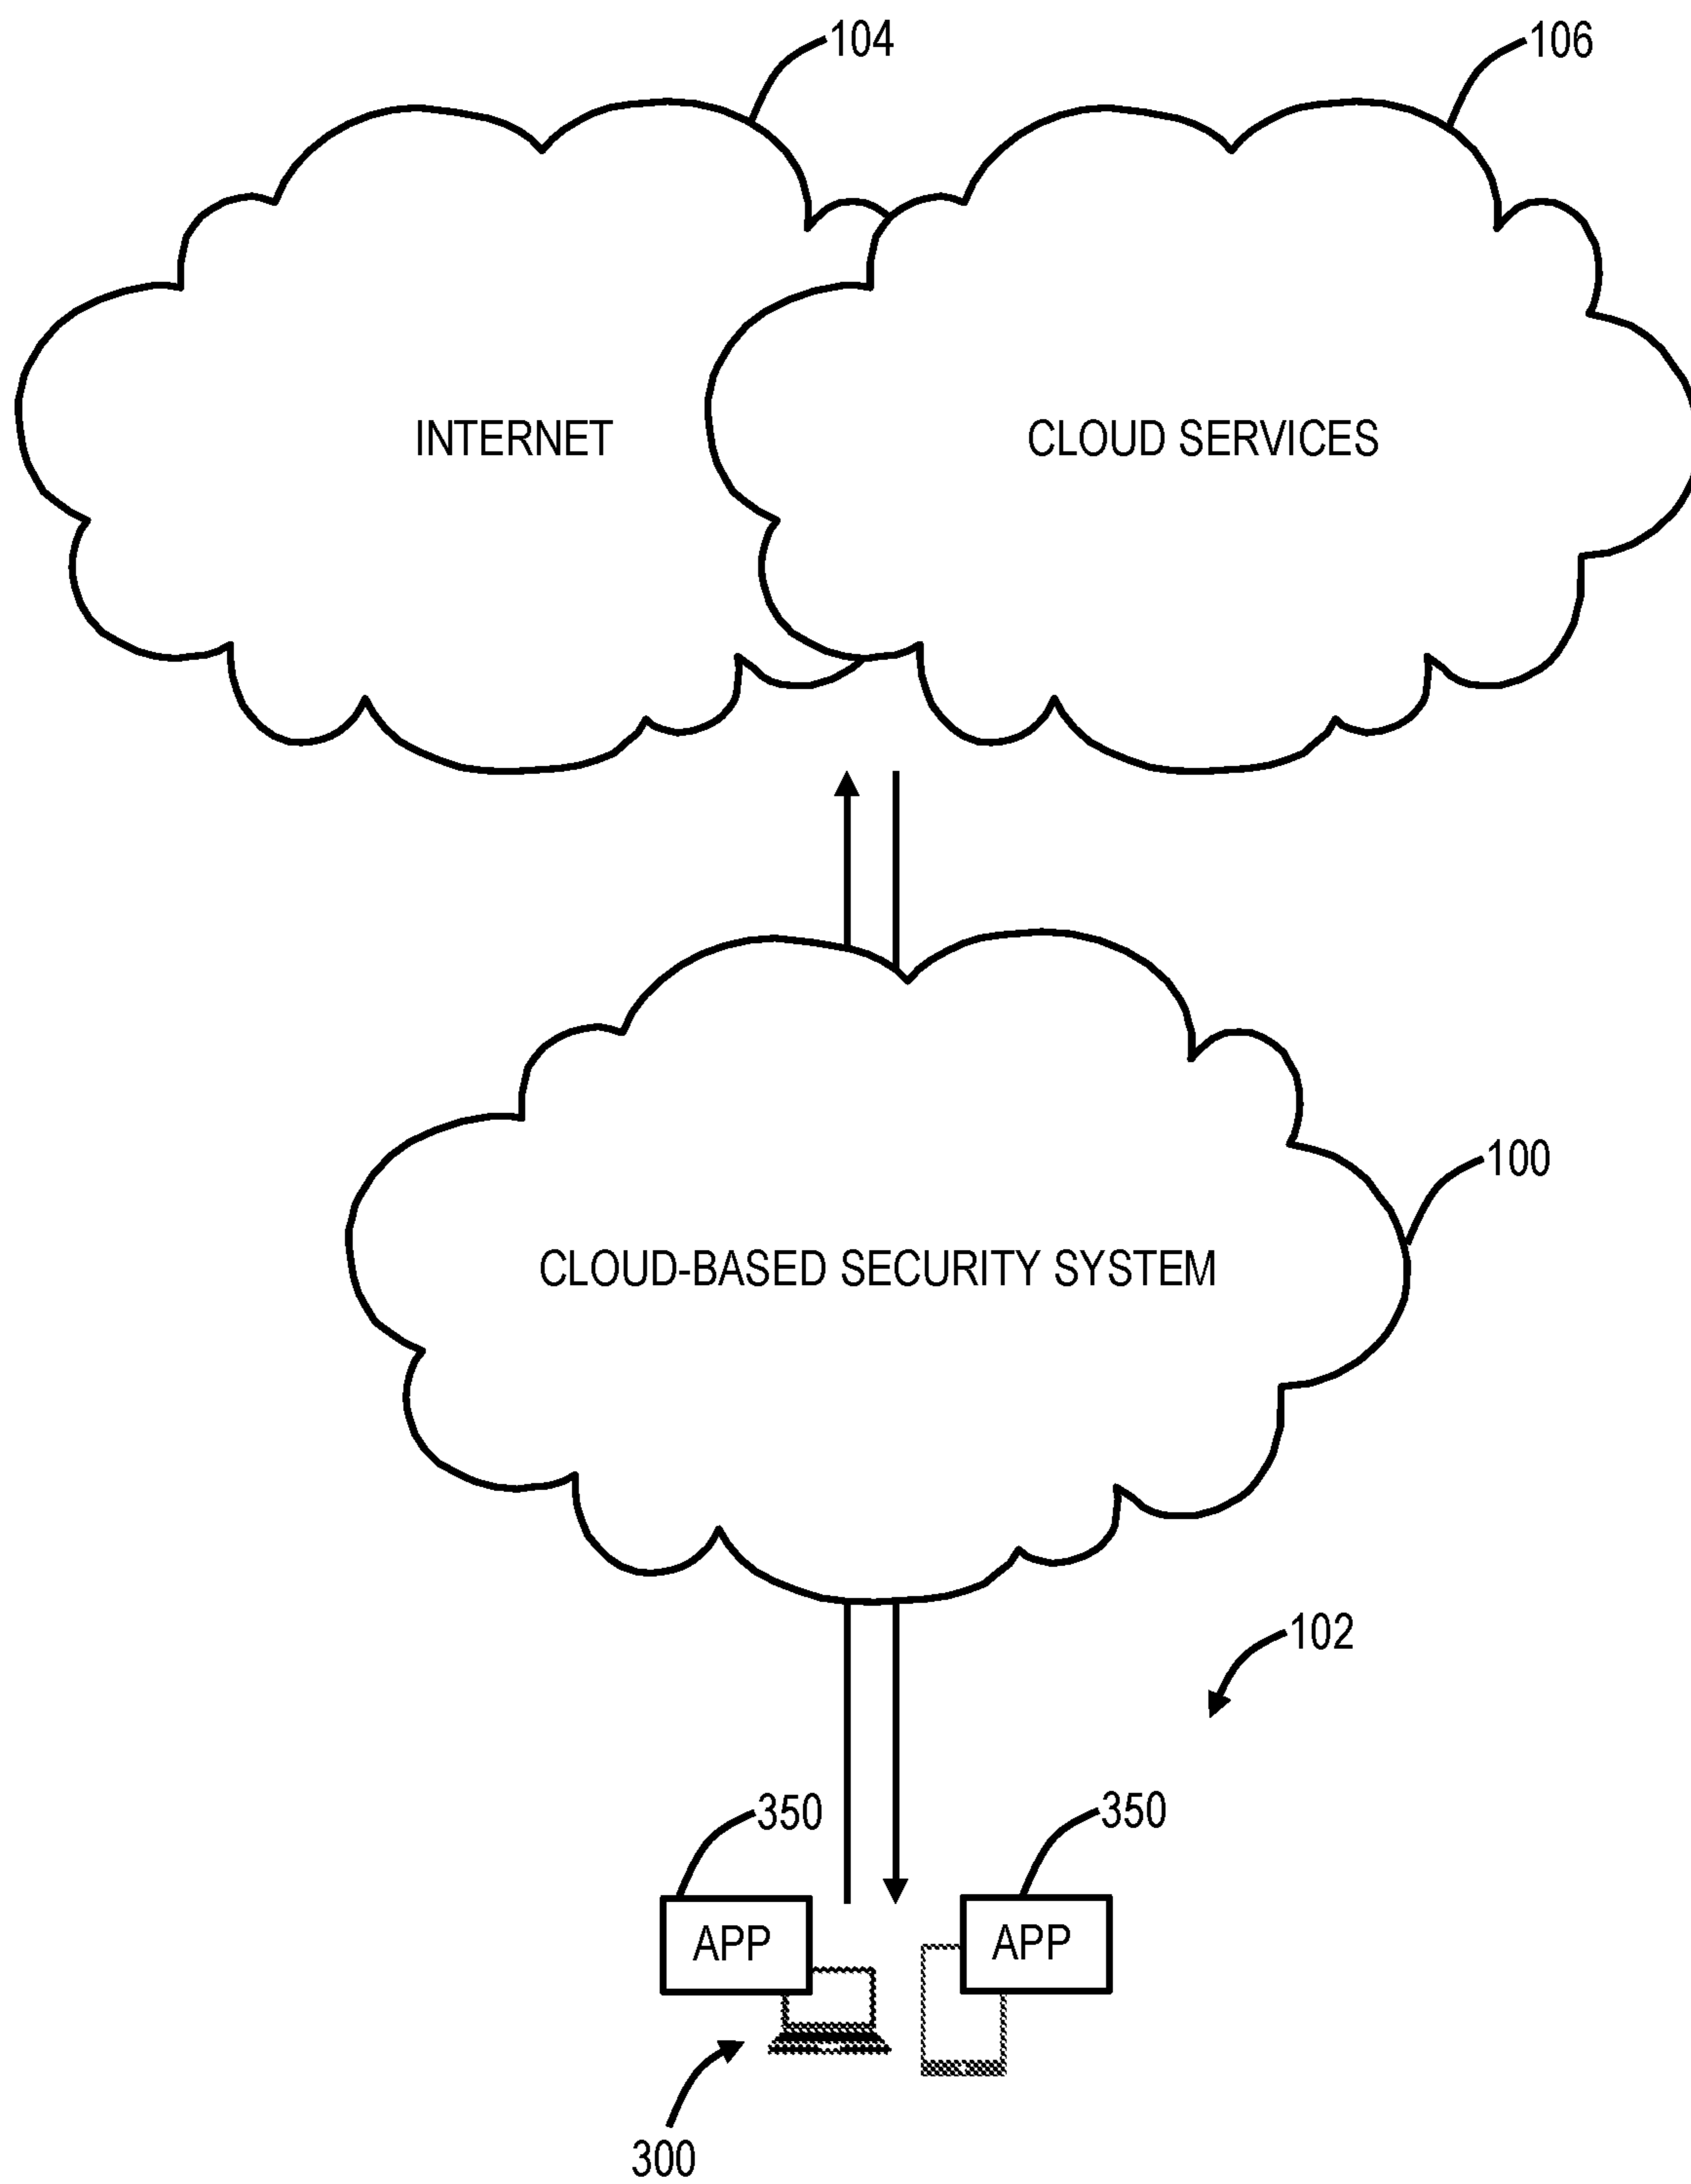 104
106
INTERNET
CLOUD SERVICES
100
CLOUD-BASED SECURITY SYSTEM
102
350
350
APP
APP
300